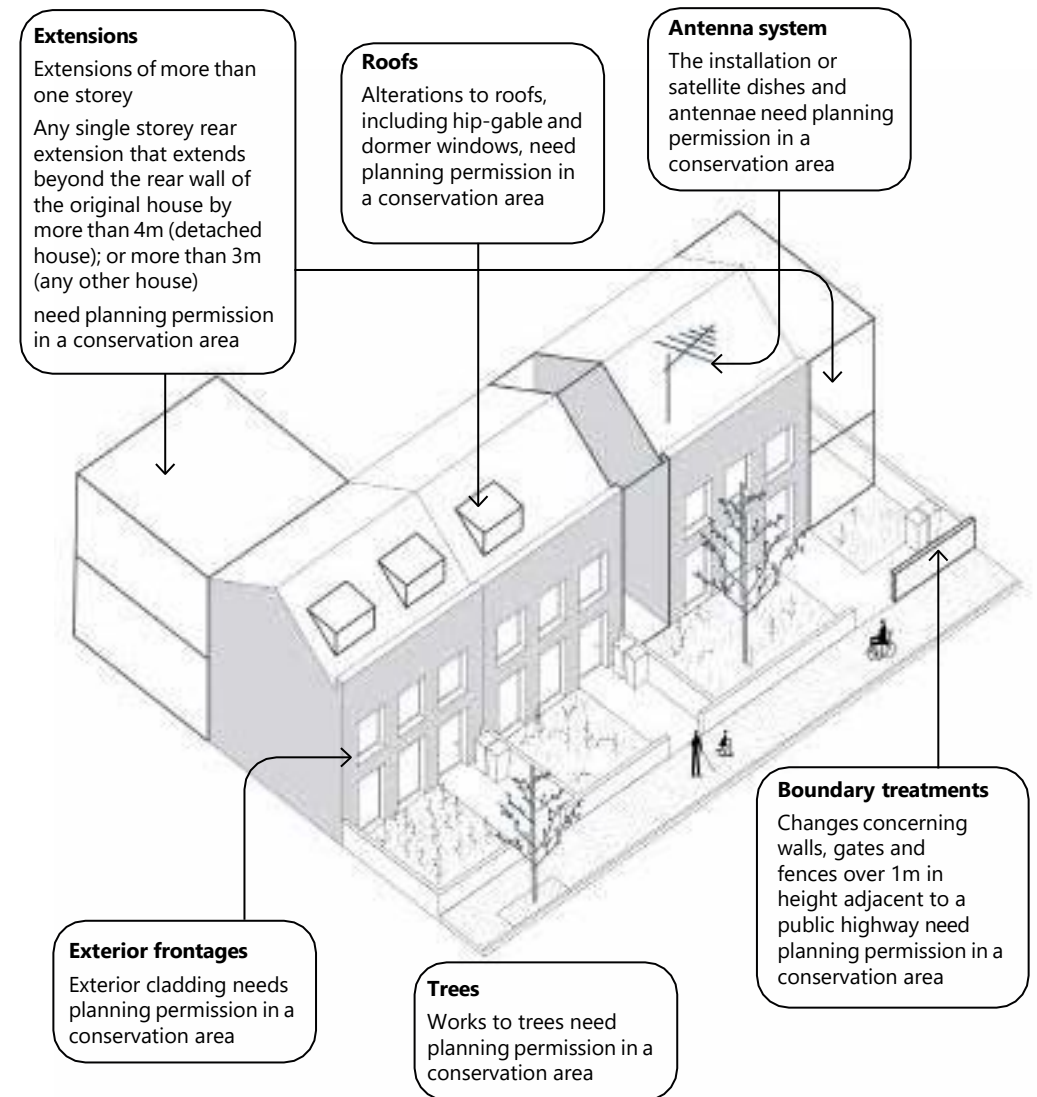 Extensions
Extensions of more than
one storey
Any single storey rear
extension that extends
beyond the rear wall of
the original house by
more than 4m (detached
house); or more than 3m
(any other house)
need planning permission
in a conservation area
Roofs
Alterations to roofs,
including hip-gable and
dormer windows, need
planning permission in
a conservation area
Antenna system
The installation or
satellite dishes and
antennae need planning
permission in a
conservation area
Exterior frontages
Exterior cladding needs
planning permission in a
conservation area
Trees
Works to trees need
planning permission in a
conservation area
Boundary treatments
Changes concerning
walls, gates and
fences over 1m in
height adjacent to a
public highway need
planning permission in a
conservation area